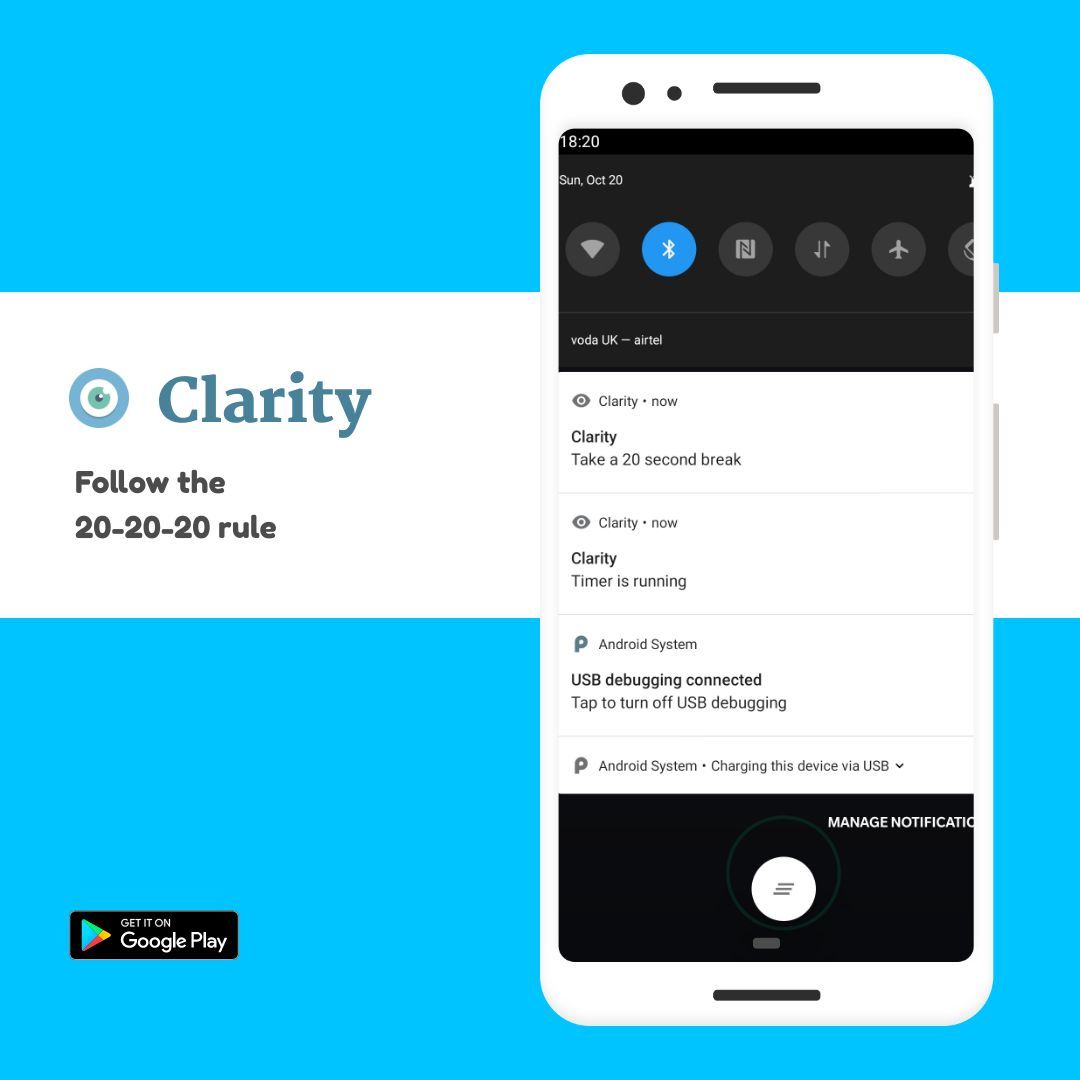 Clarity
Follow the
20-20-20 rule
GET IT ON
Google Play
18:20
Sun, Oct 20
voda UK — airtel
Clarity • now
Clarity
Take a 20 second break
Clarity • now
Clarity
Timer is running
Android System
USB debugging connected
Tap to turn off USB debugging
Android System • Charging this device via USB
MANAGE NOTIFICATIO